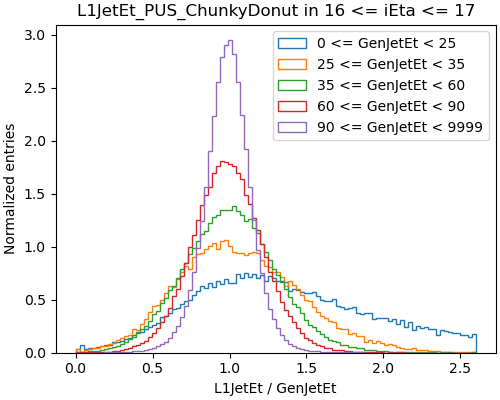 L1JetEt_PUS_ChunkyDonut in 16 <= iEta <= 17
Normalized entries
3.0
2.5
2.0
1.5
1.0
0.5
0.0
0 <= GenJetEt < 25
25 <= GenJetEt < 35
35 <= GenJetEt < 60
60 <= GenJetEt < 90
90 <= GenJetEt < 9999
0.0 0.5 1.0 1.5 2.0 2.5
L1JetEt / GenJetEt